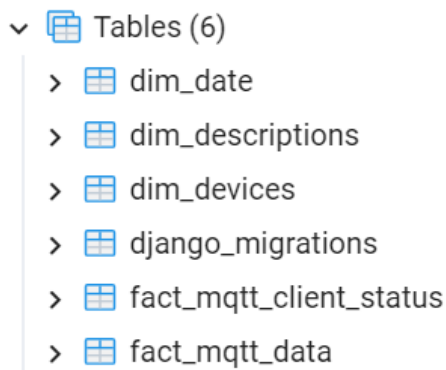 Tables (6)
dim_date
dim_descriptions
dim_devices
django_migrations
fact_mqtt_client_status
fact_mqtt_data